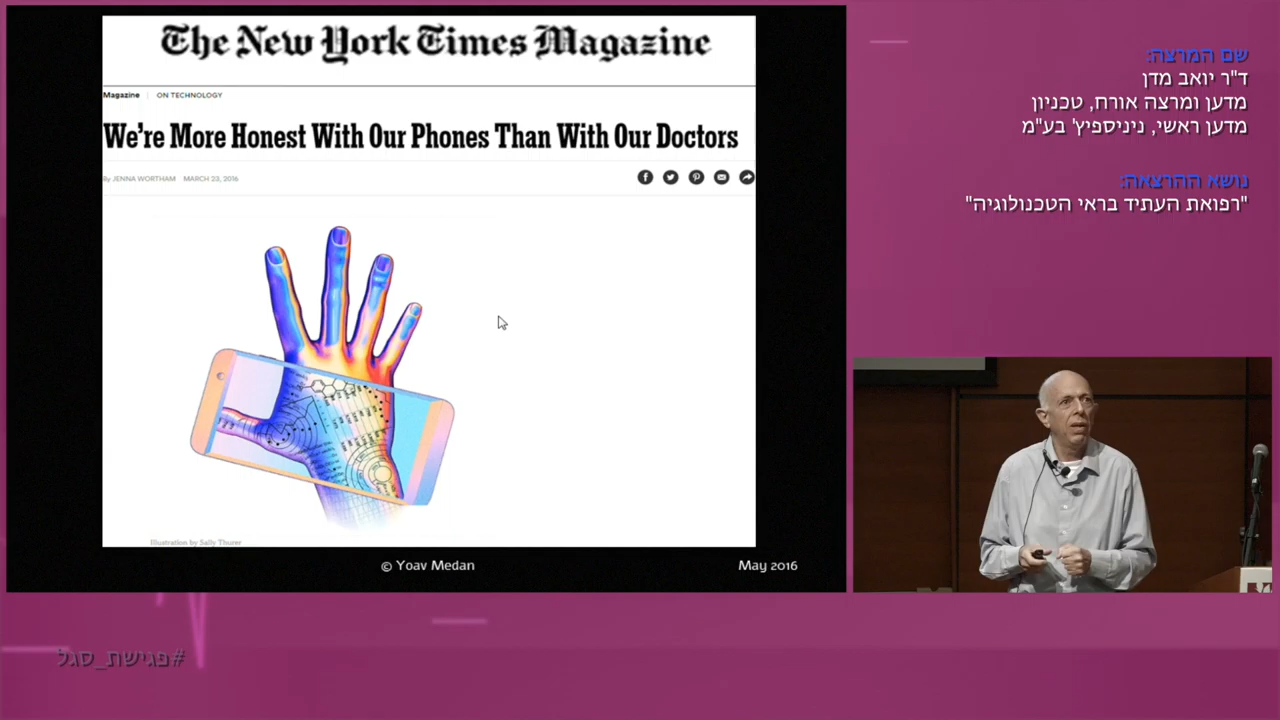 The New York Times Magazine
Magazine | ON TECHNOLOGY
We're More Honest With Our Phones Than With Our Doctors
By JENNA WORTHAM MARCH 23, 2016
Illustration by Sally Thurer
© Yoav Medan
May 2016
שם המרצה:
ד"ר יואב מדן
מדען ומרצה אורח, טכניון
מדען ראשי, ניניספיץ' בע"מ
נושא ההרצאה:
"רפואת העתיד בראי הטכנולוגיה"
#פגישת_סגל